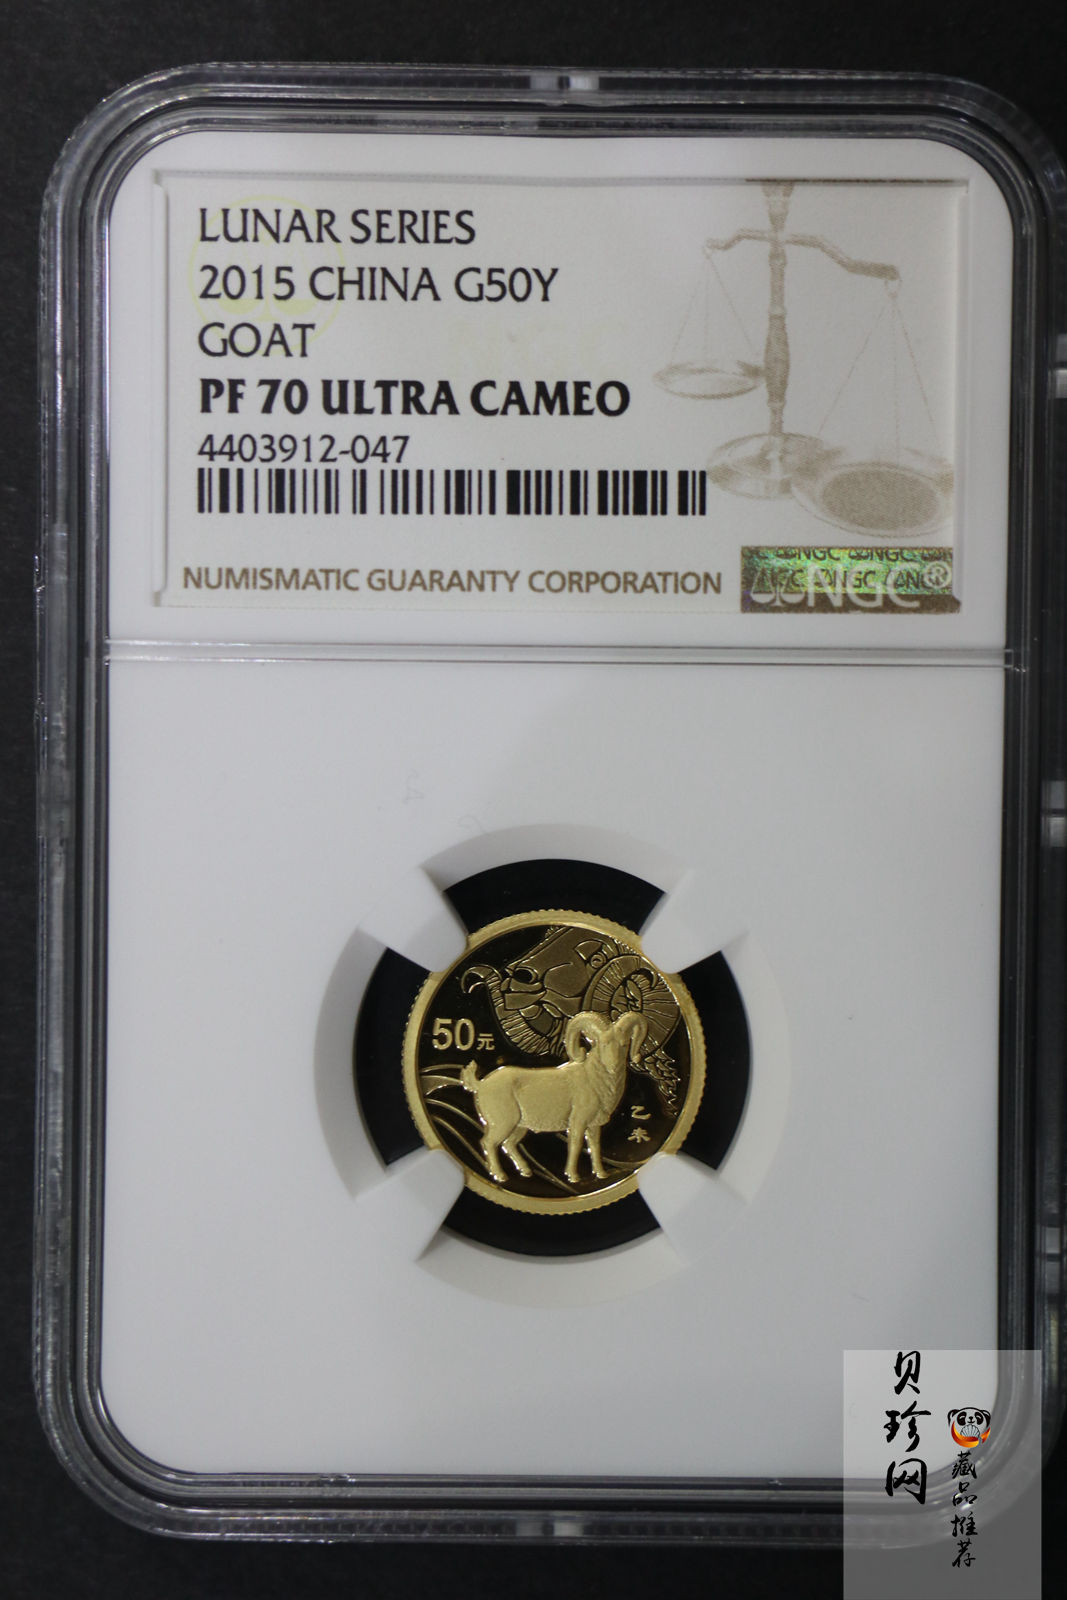 LUNAR SERIES
2015 CHINA G50Y
GOAT
PF 70 ULTRA CAMEO
4403912-047
NUMISMATIC GUARANTY CORPORATION
NGC®
50元
乙未
贝珍网
藏品推荐